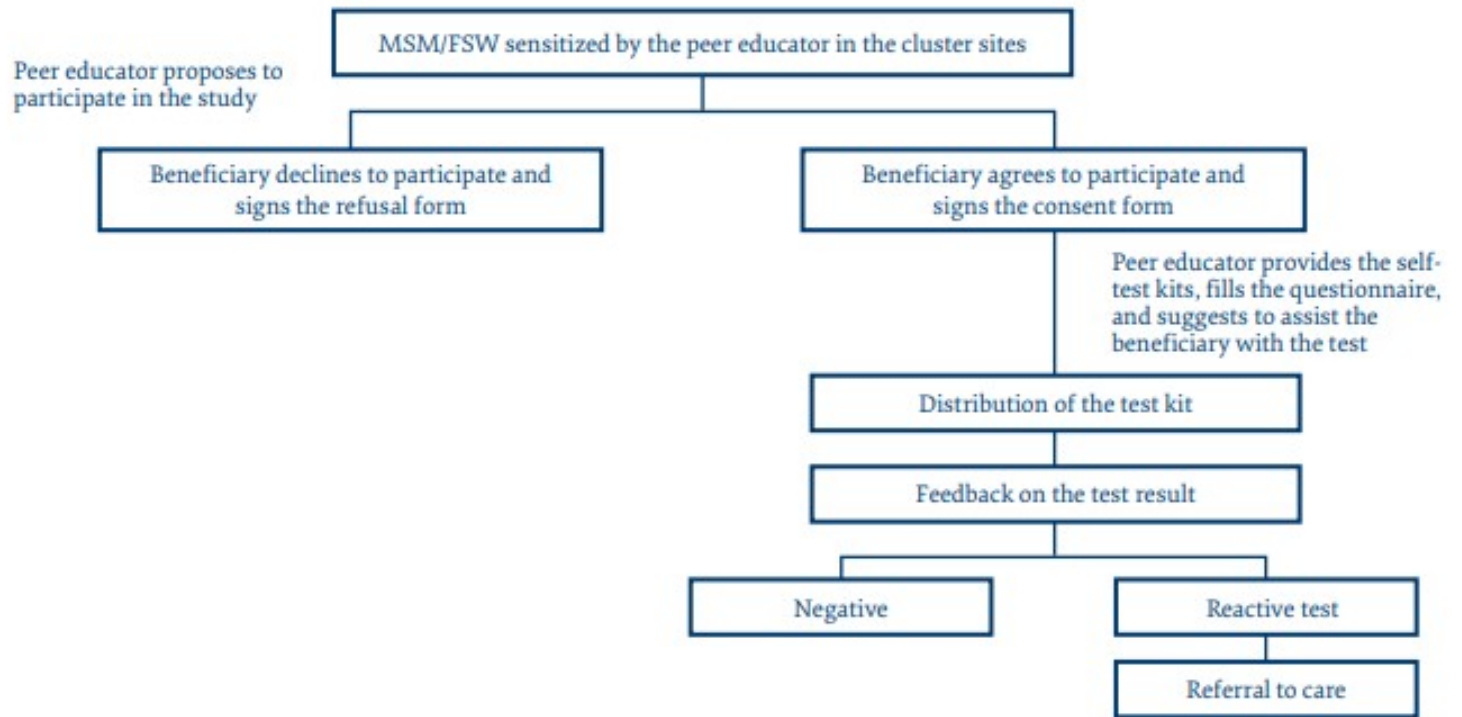 MSM/FSW sensitized by the peer educator in the cluster sites
Peer educator proposes to
participate in the study
Beneficiary declines to participate and
signs the refusal form
Beneficiary agrees to participate and
signs the consent form
Peer educator provides the self-
test kits, fills the questionnaire,
and suggests to assist the
beneficiary with the test
Distribution of the test kit
Feedback on the test result
Negative
Reactive test
Referral to care